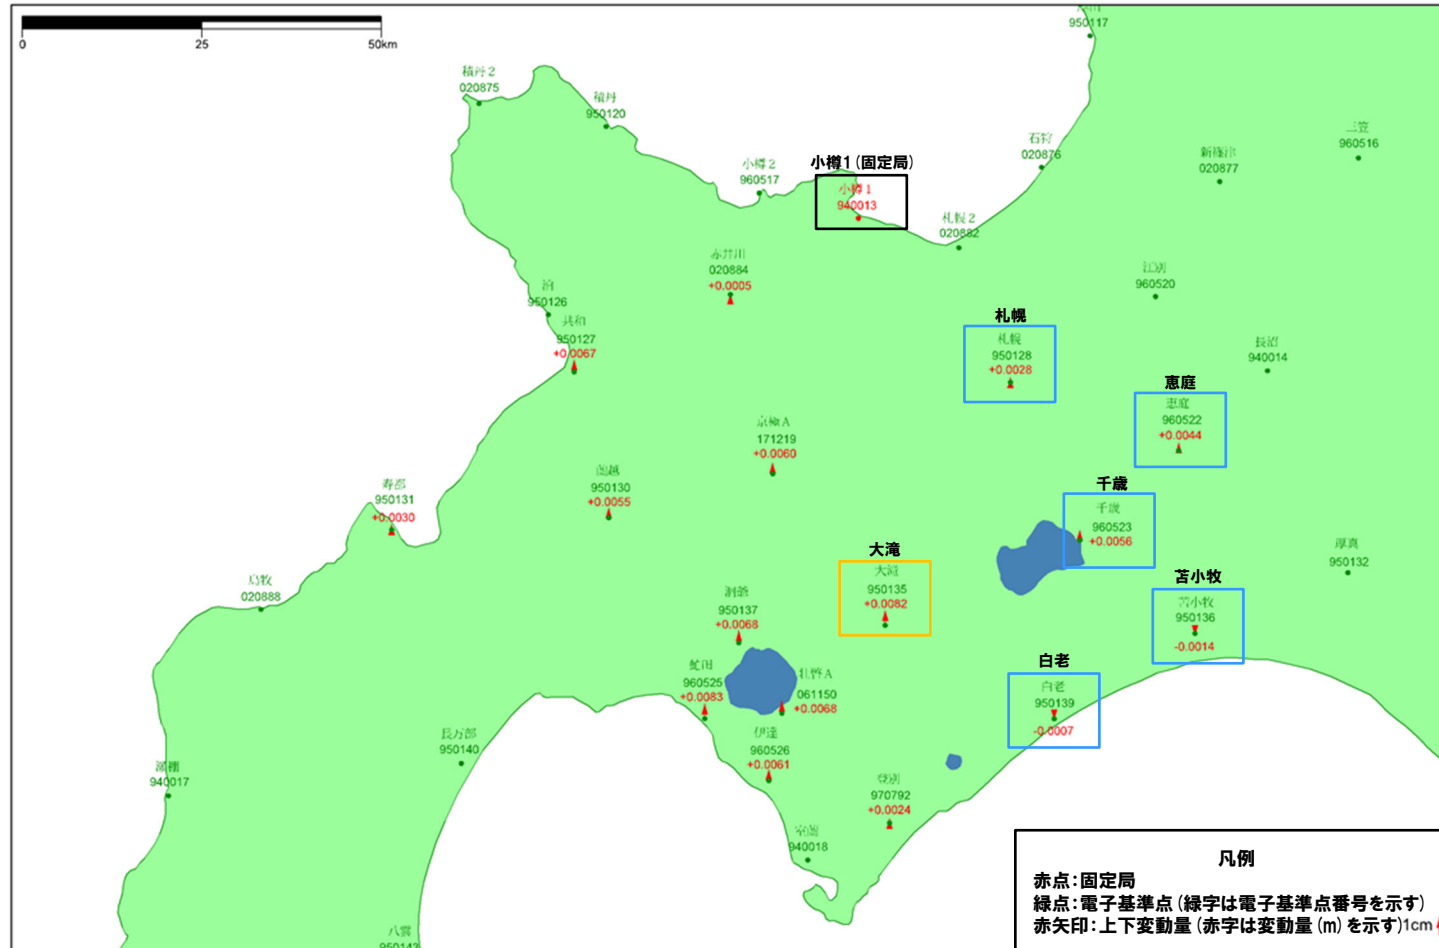 0
25
50km
950117
積丹2
020875
積丹
950120
小樽2
960517
小樽1(固定局)
小樽1
940013
石狩
020876
新篠津
020877
三笠
960516
札幌2
020882
赤井川
020884
+0.0005
泊
950126
共和
950127
+0.0067
江別
960520
札幌
札幌
950128
+0.0028
長沼
940014
恵庭
恵庭
960522
+0.0044
京極A
171219
+0.0060
蘭越
950130
+0.0055
寿都
950131
+0.0030
千歳
千歳
960523
+0.0056
厚真
950132
大滝
大滝
950135
+0.0082
島牧
020888
洞爺
950137
+0.0068
苫小牧
苫小牧
950136
-0.0014
虻田
960525
+0.0083
壮瞥A
061150
+0.0068
白老
白老
950139
-0.0007
伊達
960526
+0.0061
長万部
950140
940017
登別
970792
+0.0024
室蘭
940018
八雲
950143
凡例
赤点:固定局
緑点:電子基準点(緑字は電子基準点番号を示す)
赤矢印:上下変動量(赤字は変動量(m)を示す)1cm